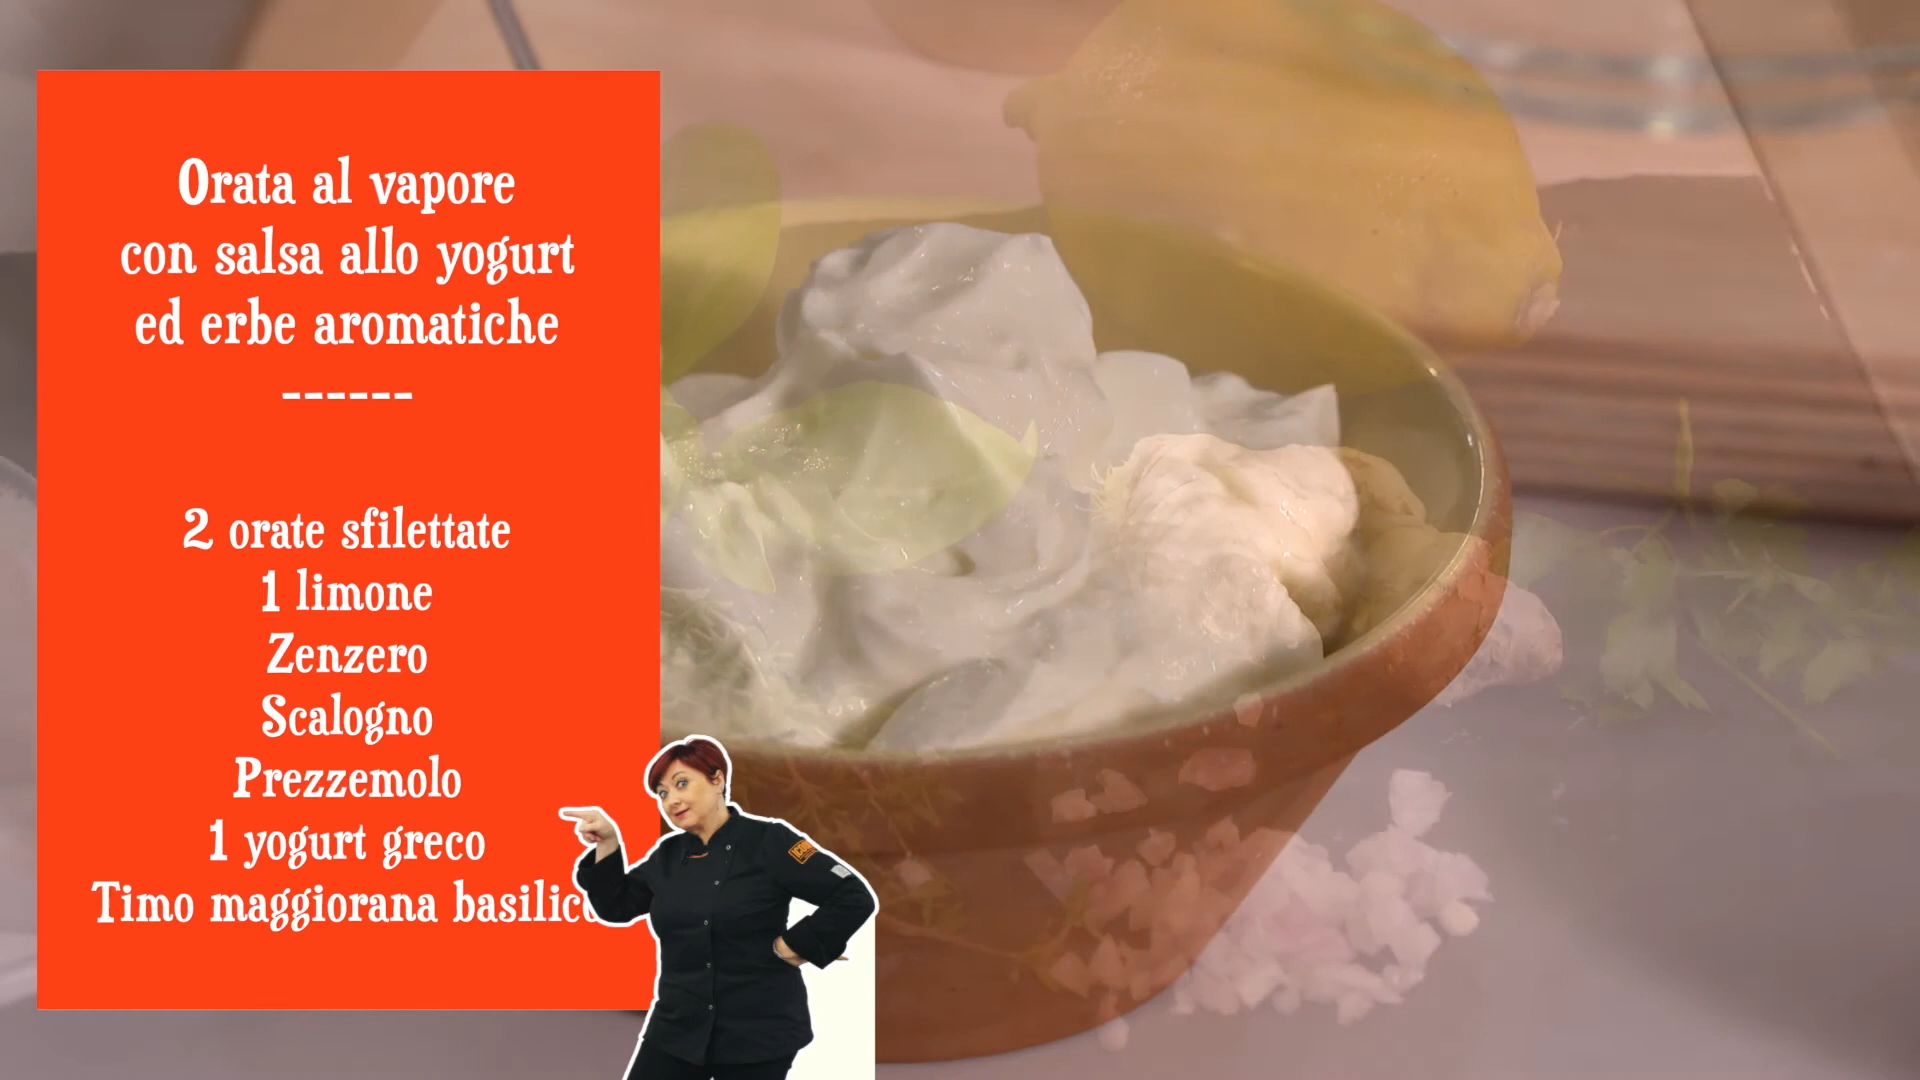 Orata al vapore
con salsa allo yogurt
ed erbe aromatiche
------
2 orate sfilettate
1 limone
Zenzero
Scalogno
Prezzemolo
1 yogurt greco
Timo maggiorana basilico